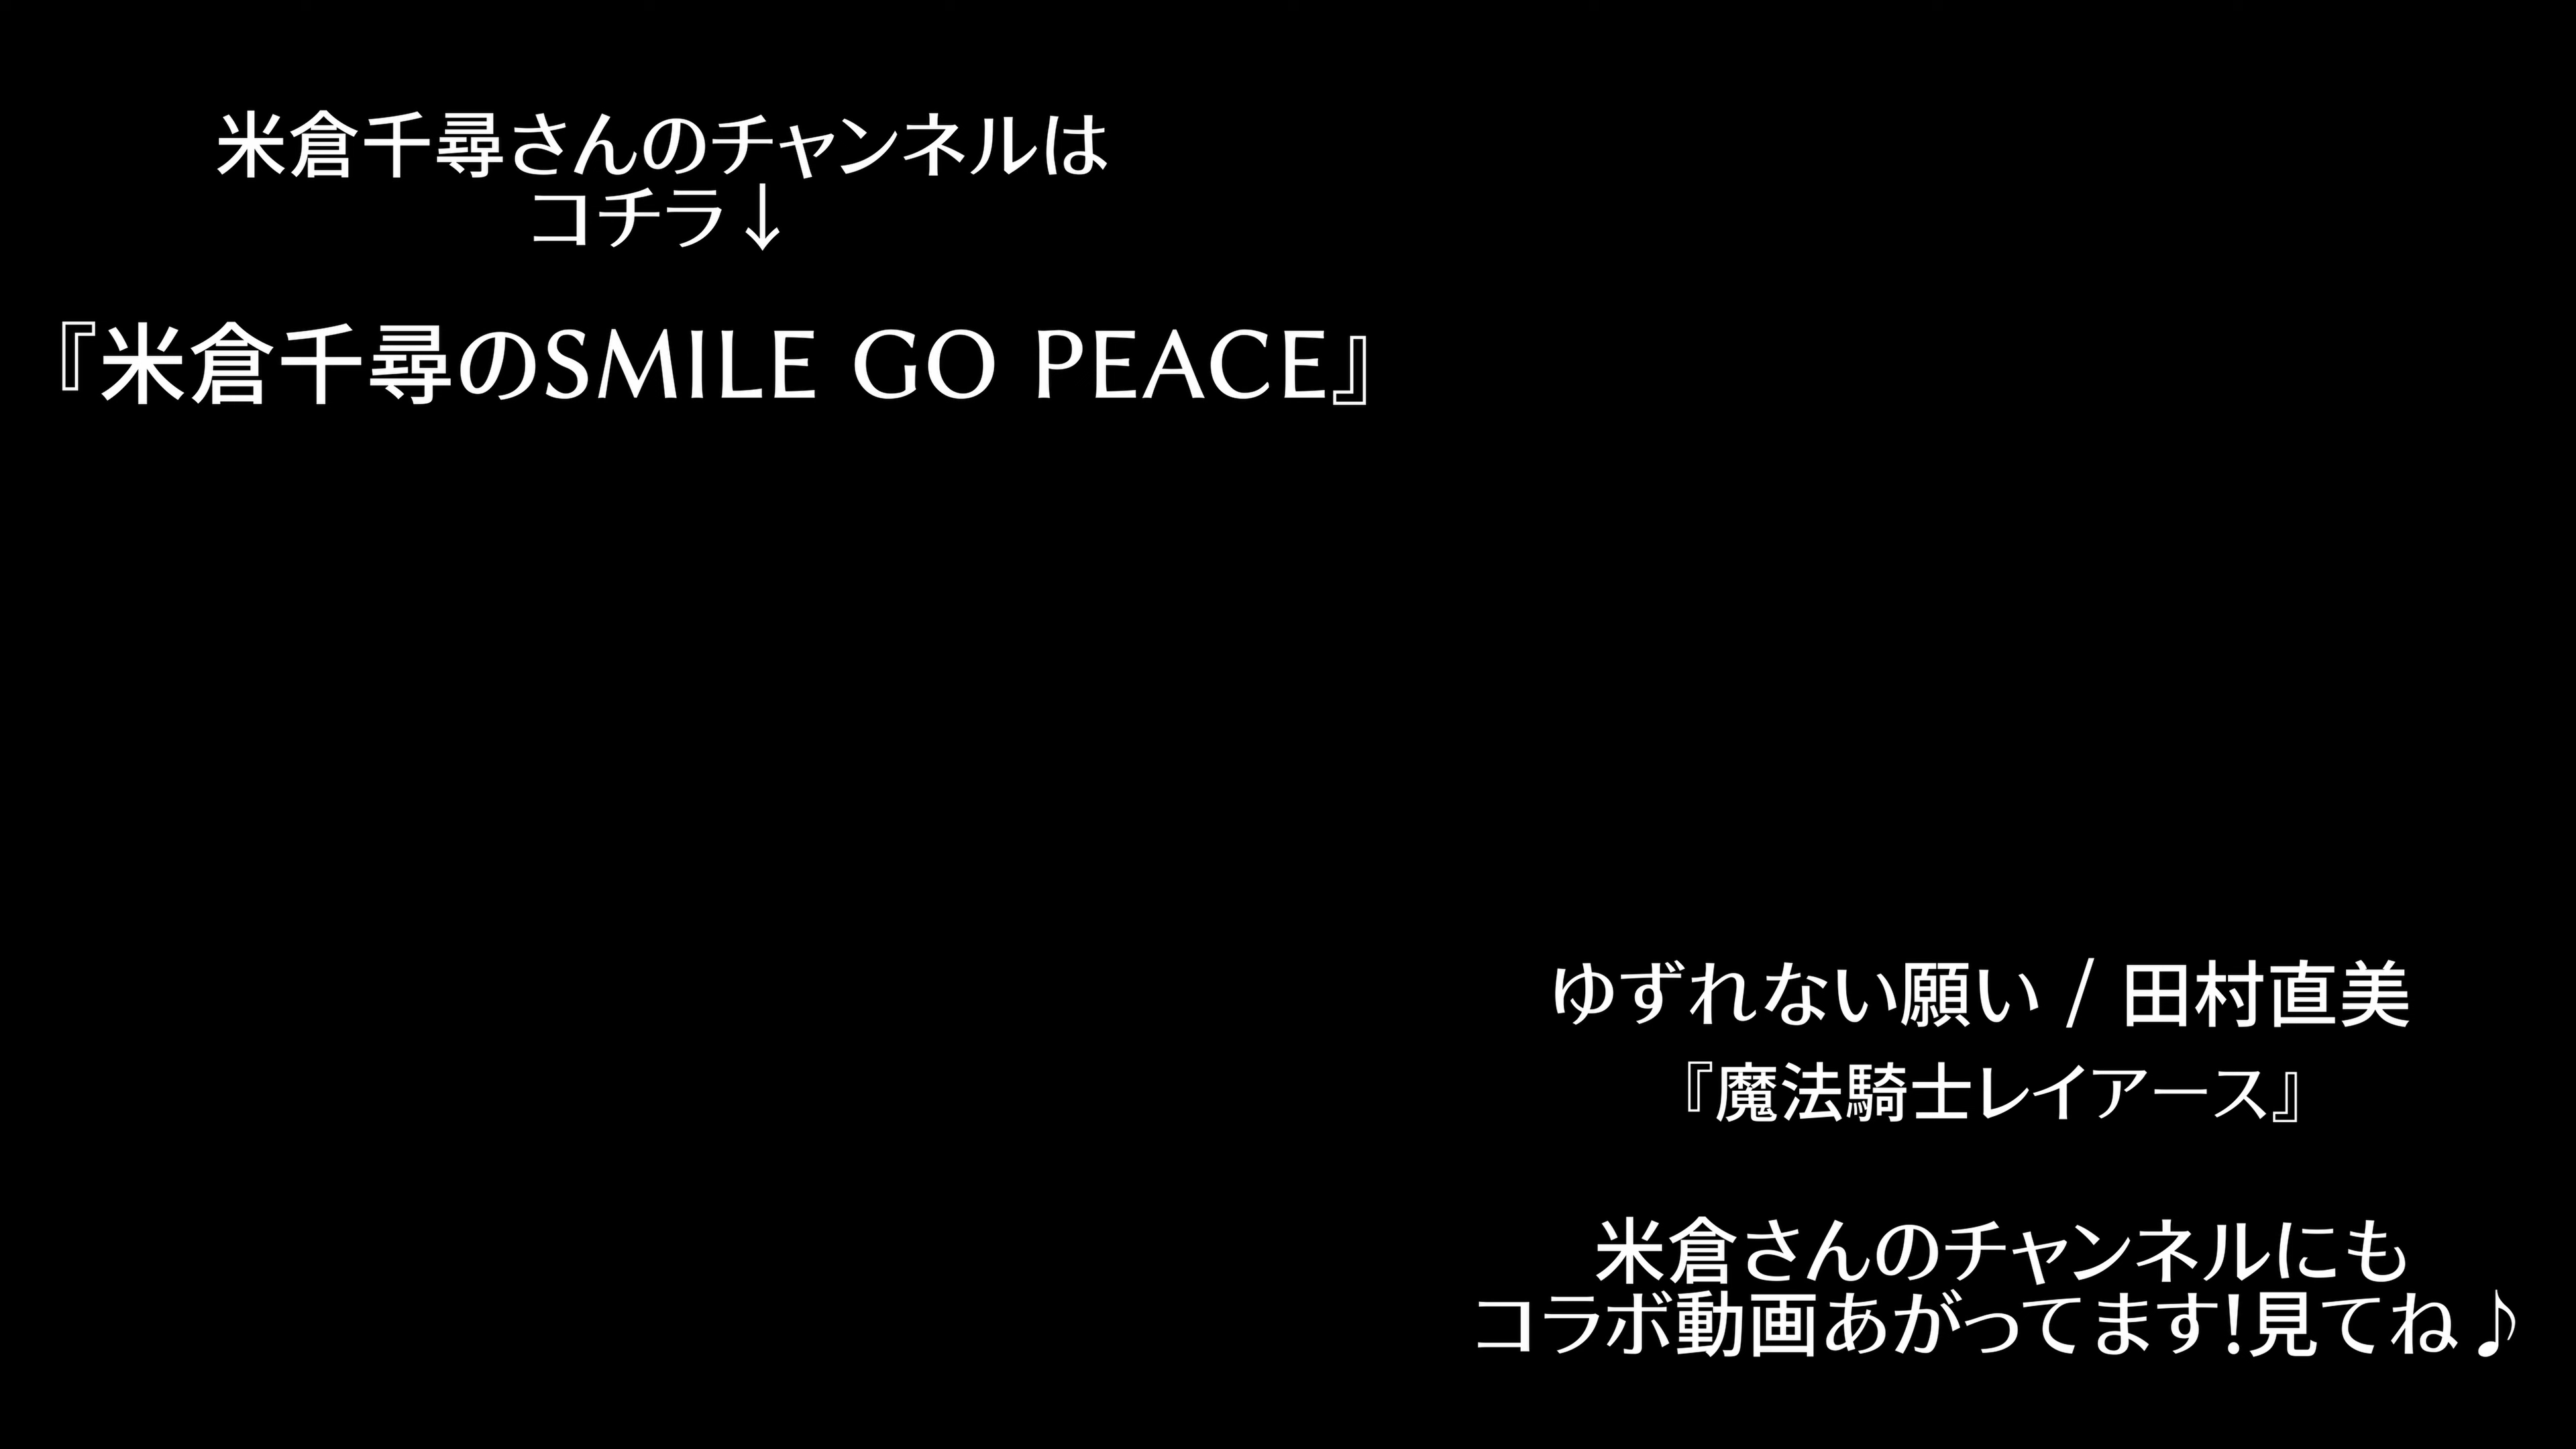 米倉千尋さんのチャンネルは
コチラ↓
『米倉千尋のSMILE GO PEACE』
ゆずれない願い / 田村直美
『魔法騎士レイアース』
米倉さんのチャンネルにも
コラボ動画あがってます!見てね♪